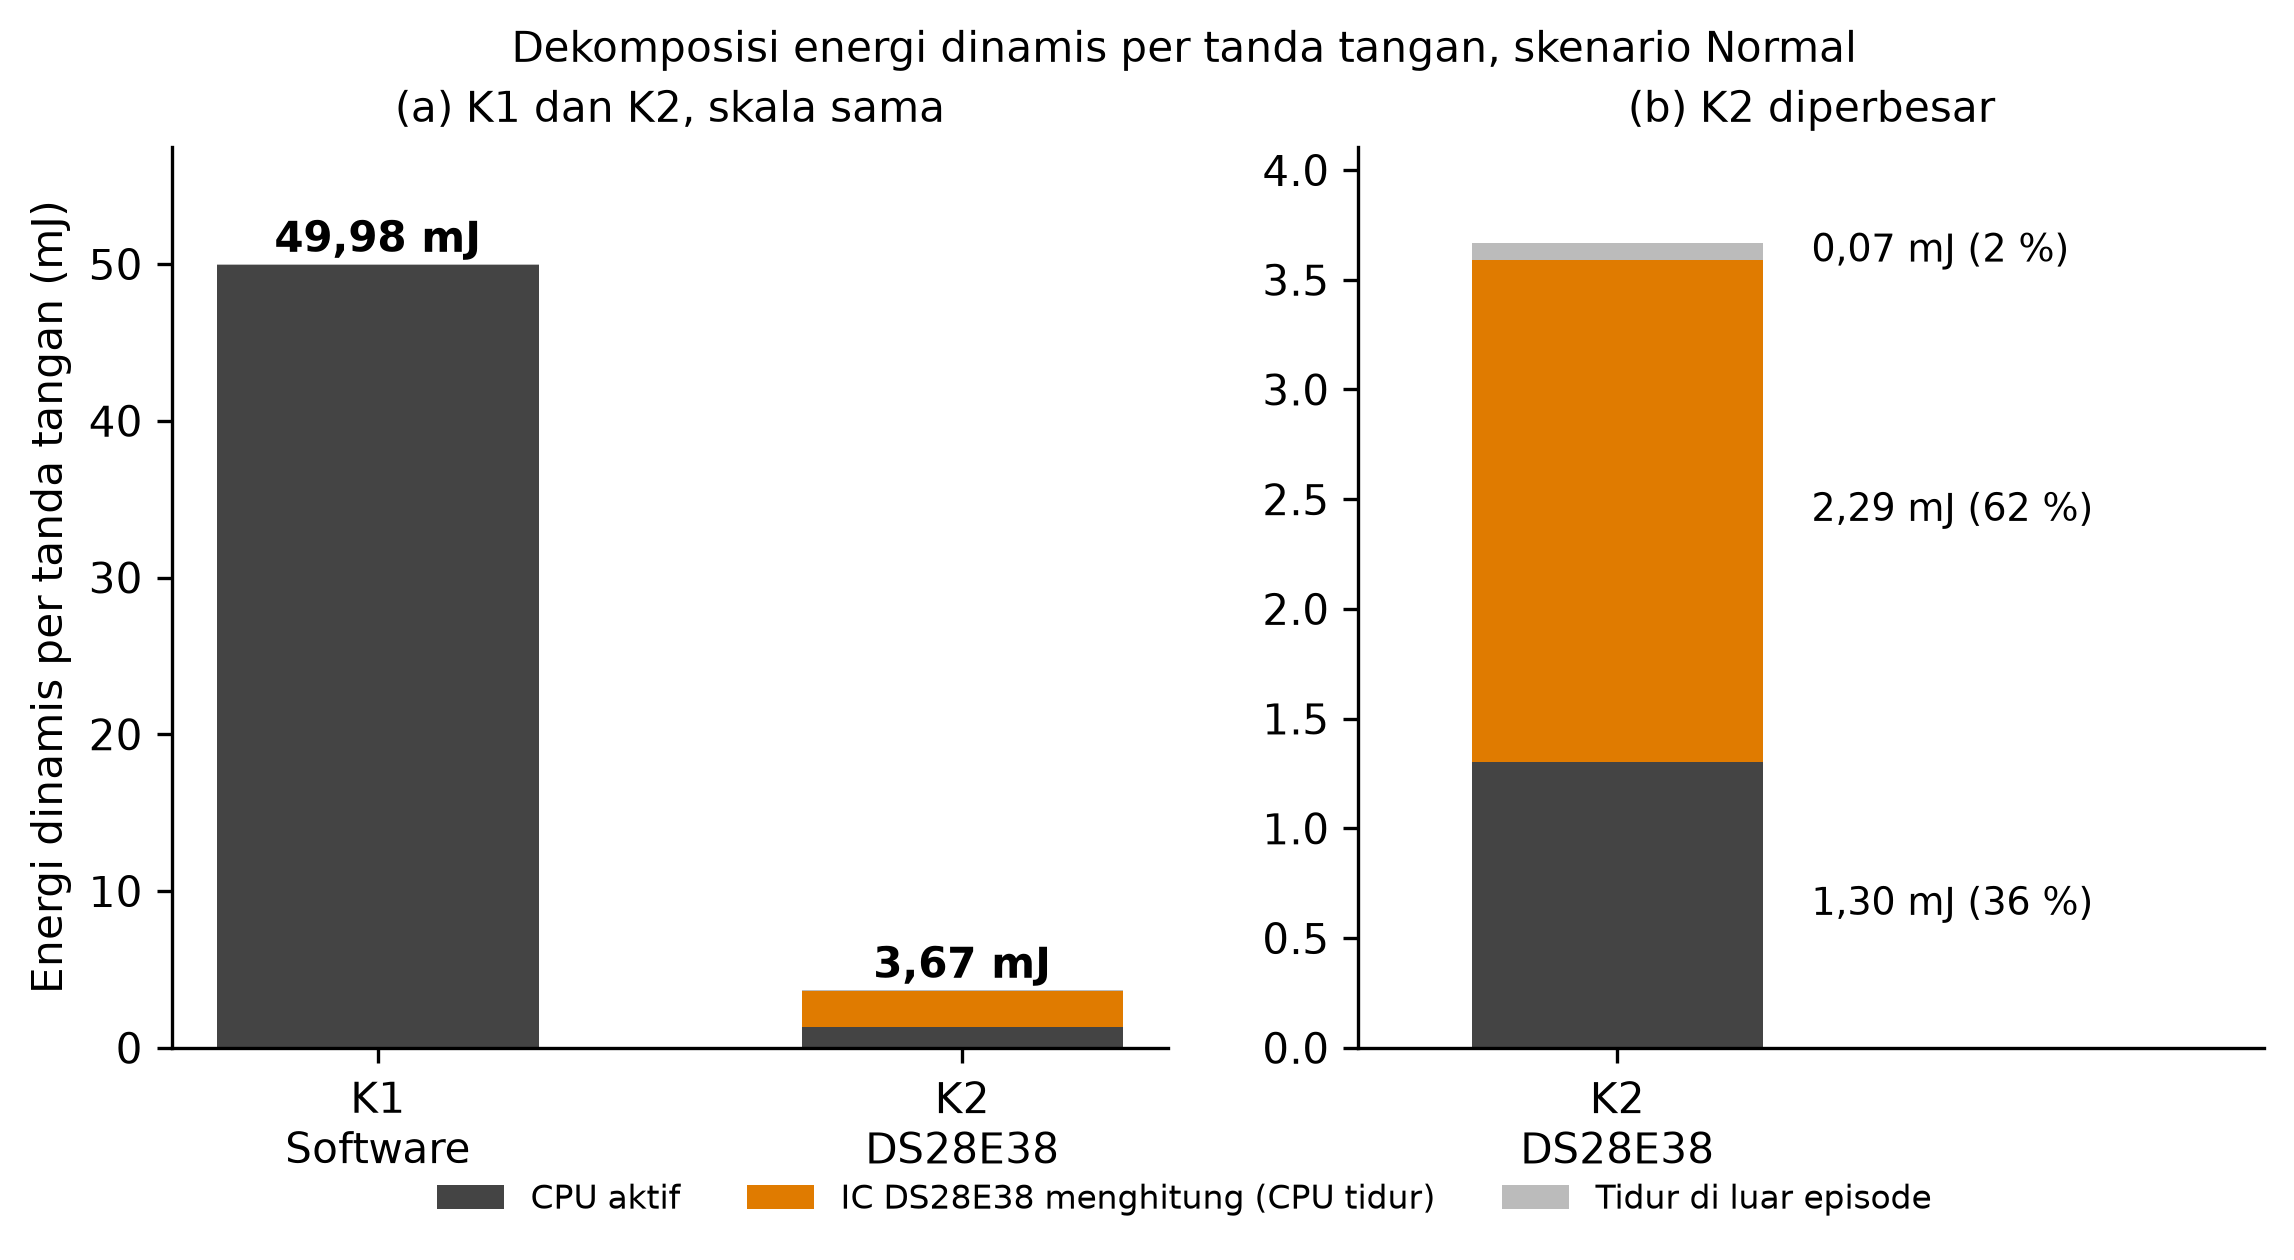 Dekomposisi energi dinamis per tanda tangan, skenario Normal
(a) K1 dan K2, skala sama
Energi dinamis per tanda tangan (mJ)
50
40
30
20
10
0
49,98 mJ
3,67 mJ
K1
Software
K2
DS28E38
(b) K2 diperbesar
4.0
3.5
3.0
2.5
2.0
1.5
1.0
0.5
0.0
0,07 mJ (2 %)
2,29 mJ (62 %)
1,30 mJ (36 %)
K2
DS28E38
CPU aktif
IC DS28E38 menghitung (CPU tidur)
Tidur di luar episode